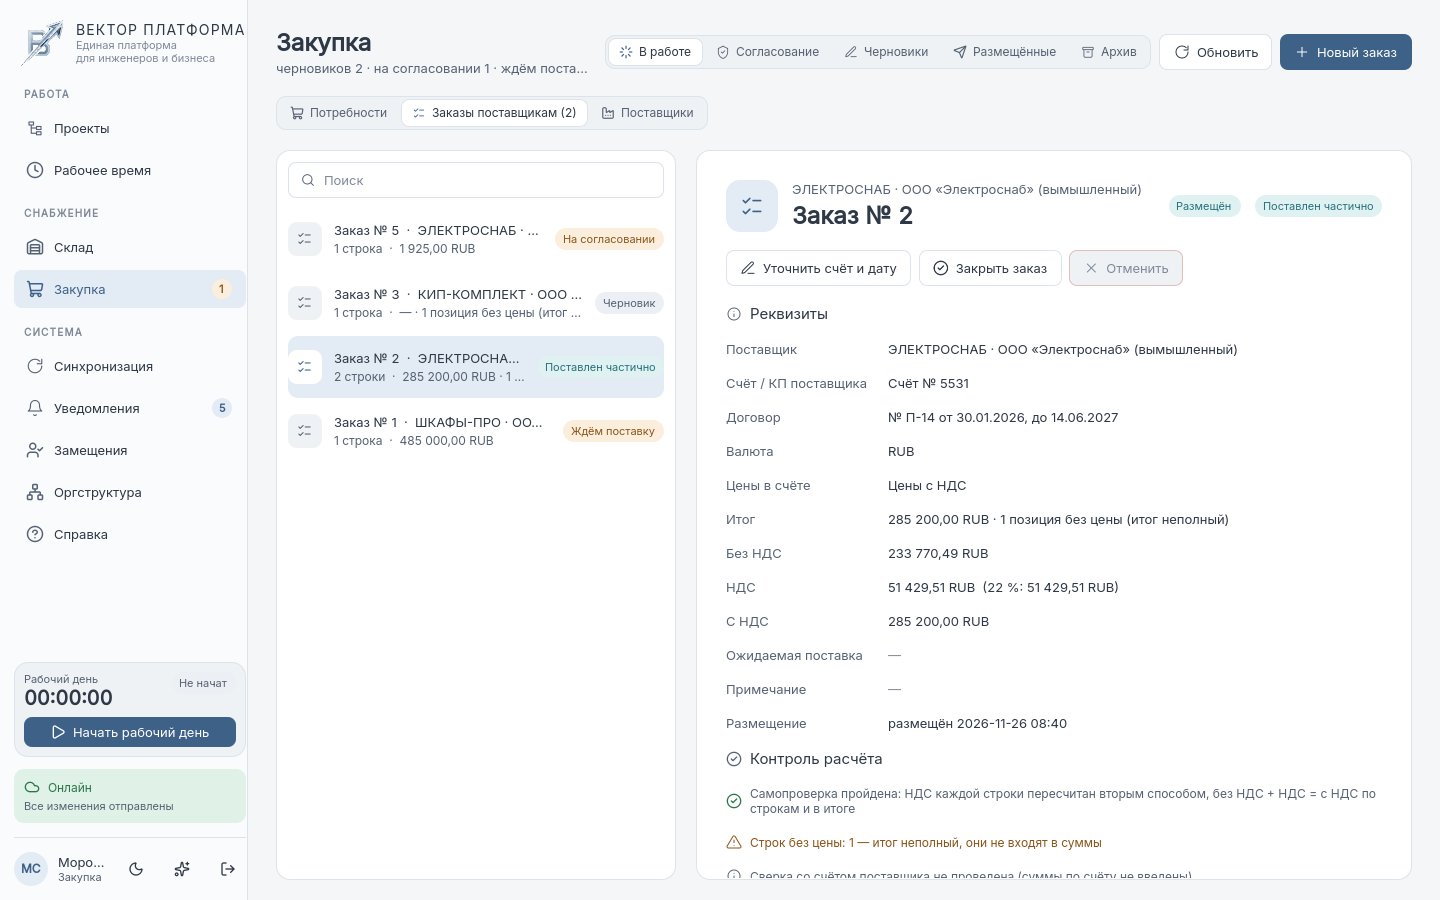 ВЕКТОР ПЛАТФОРМА
Единая платформа
для инженеров и бизнеса
РАБОТА
Проекты
Рабочее время
СНАБЖЕНИЕ
Склад
Закупка
1
СИСТЕМА
Синхронизация
Уведомления
5
Замещения
Оргструктура
Справка
Рабочий день
Не начат
00:00:00
Начать рабочий день
Онлайн
Все изменения отправлены
МС
Моро...
Закупка
Закупка
черновиков 2 · на согласовании 1 · ждём поста...
В работе
Согласование
Черновики
Размещённые
Архив
Обновить
Новый заказ
Потребности
Заказы поставщикам (2)
Поставщики
Поиск
Заказ № 5 · ЭЛЕКТРОСНАБ · ...
1 строка · 1 925,00 RUB
На согласовании
Заказ № 3 · КИП-КОМПЛЕКТ · ООО ...
1 строка · — · 1 позиция без цены (итог ...
Черновик
Заказ № 2 · ЭЛЕКТРОСНА...
2 строки · 285 200,00 RUB · 1 ...
Поставлен частично
Заказ № 1 · ШКАФЫ-ПРО · ОО...
1 строка · 485 000,00 RUB
Ждём поставку
ЭЛЕКТРОСНАБ · ООО «Электроснаб» (вымышленный)
Заказ № 2
Размещён
Поставлен частично
Уточнить счёт и дату
Закрыть заказ
Отменить
Реквизиты
Поставщик ЭЛЕКТРОСНАБ · ООО «Электроснаб» (вымышленный)
Счёт / КП поставщика Счёт № 5531
Договор № П-14 от 30.01.2026, до 14.06.2027
Валюта RUB
Цены в счёте Цены с НДС
Итог 285 200,00 RUB · 1 позиция без цены (итог неполный)
Без НДС 233 770,49 RUB
НДС 51 429,51 RUB (22 %: 51 429,51 RUB)
С НДС 285 200,00 RUB
Ожидаемая поставка —
Примечание —
Размещение размещён 2026-11-26 08:40
Контроль расчёта
Самопроверка пройдена: НДС каждой строки пересчитан вторым способом, без НДС + НДС = с НДС по
строкам и в итоге
Строк без цены: 1 — итог неполный, они не входят в суммы
Сверка со счётом поставщика не проведена (суммы по счёту не введены)